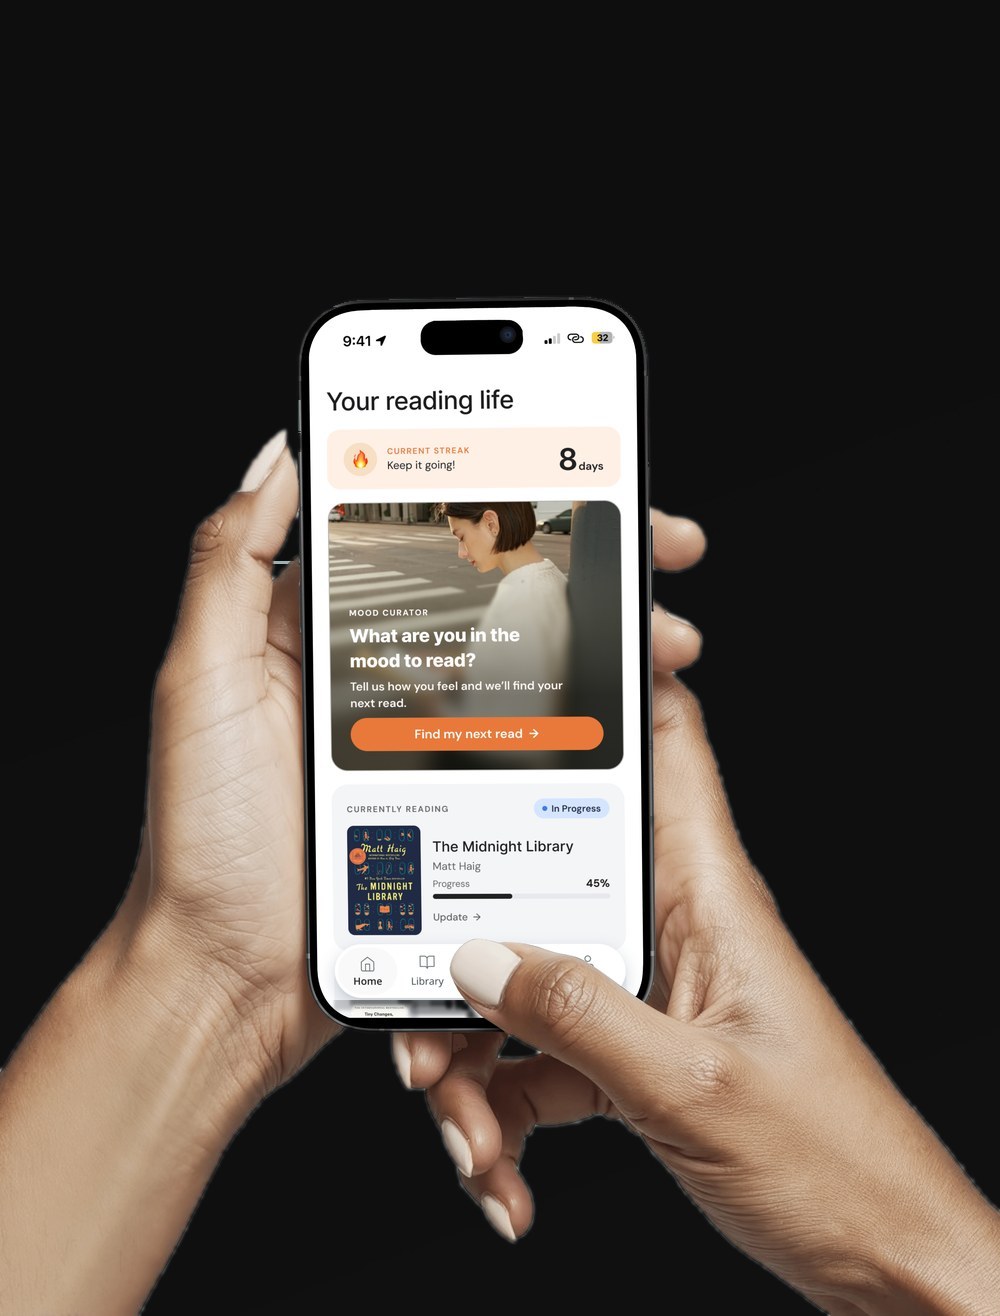 9:41
32
Your reading life
CURRENT STREAK
Keep it going!
8 days
MOOD CURATOR
What are you in the
mood to read?
Tell us how you feel and we'll find your
next read.
Find my next read →
CURRENTLY READING
In Progress
Matt Haig
The MIDNIGHT
LIBRARY
The Midnight Library
Matt Haig
Progress
45%
Update →
Home
Library
Tiny Changes,